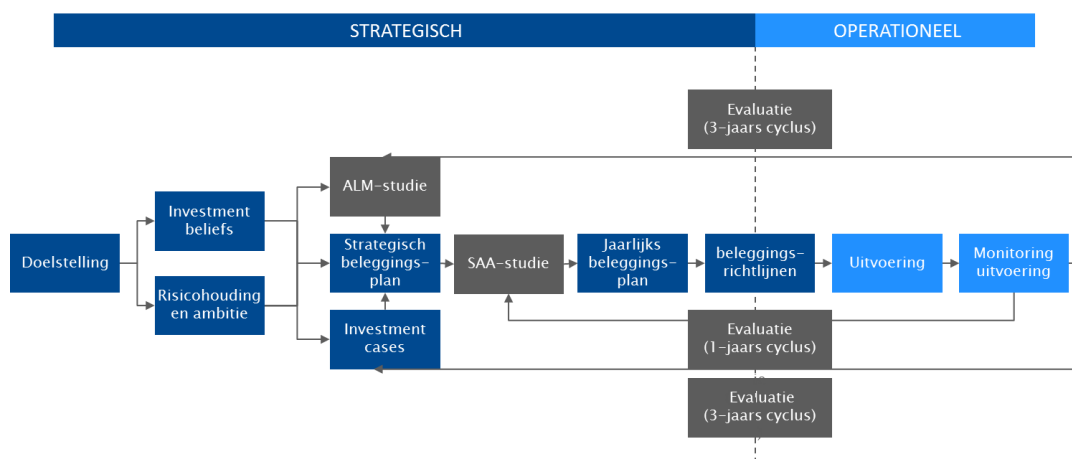 STRATEGISCH
OPERATIONEEL
Evaluatie
(3-jaars cyclus)
ALM-studie
Investment
beliefs
Doelstelling
Risicohouding
en ambitie
Strategisch
beleggings-
plan
SAA-studie
Jaarlijks
beleggings-
plan
beleggings-
richtlijnen
Uitvoering
Monitoring
uitvoering
Investment
cases
Evaluatie
(1-jaars cyclus)
Evaluatie
(3-jaars cyclus)